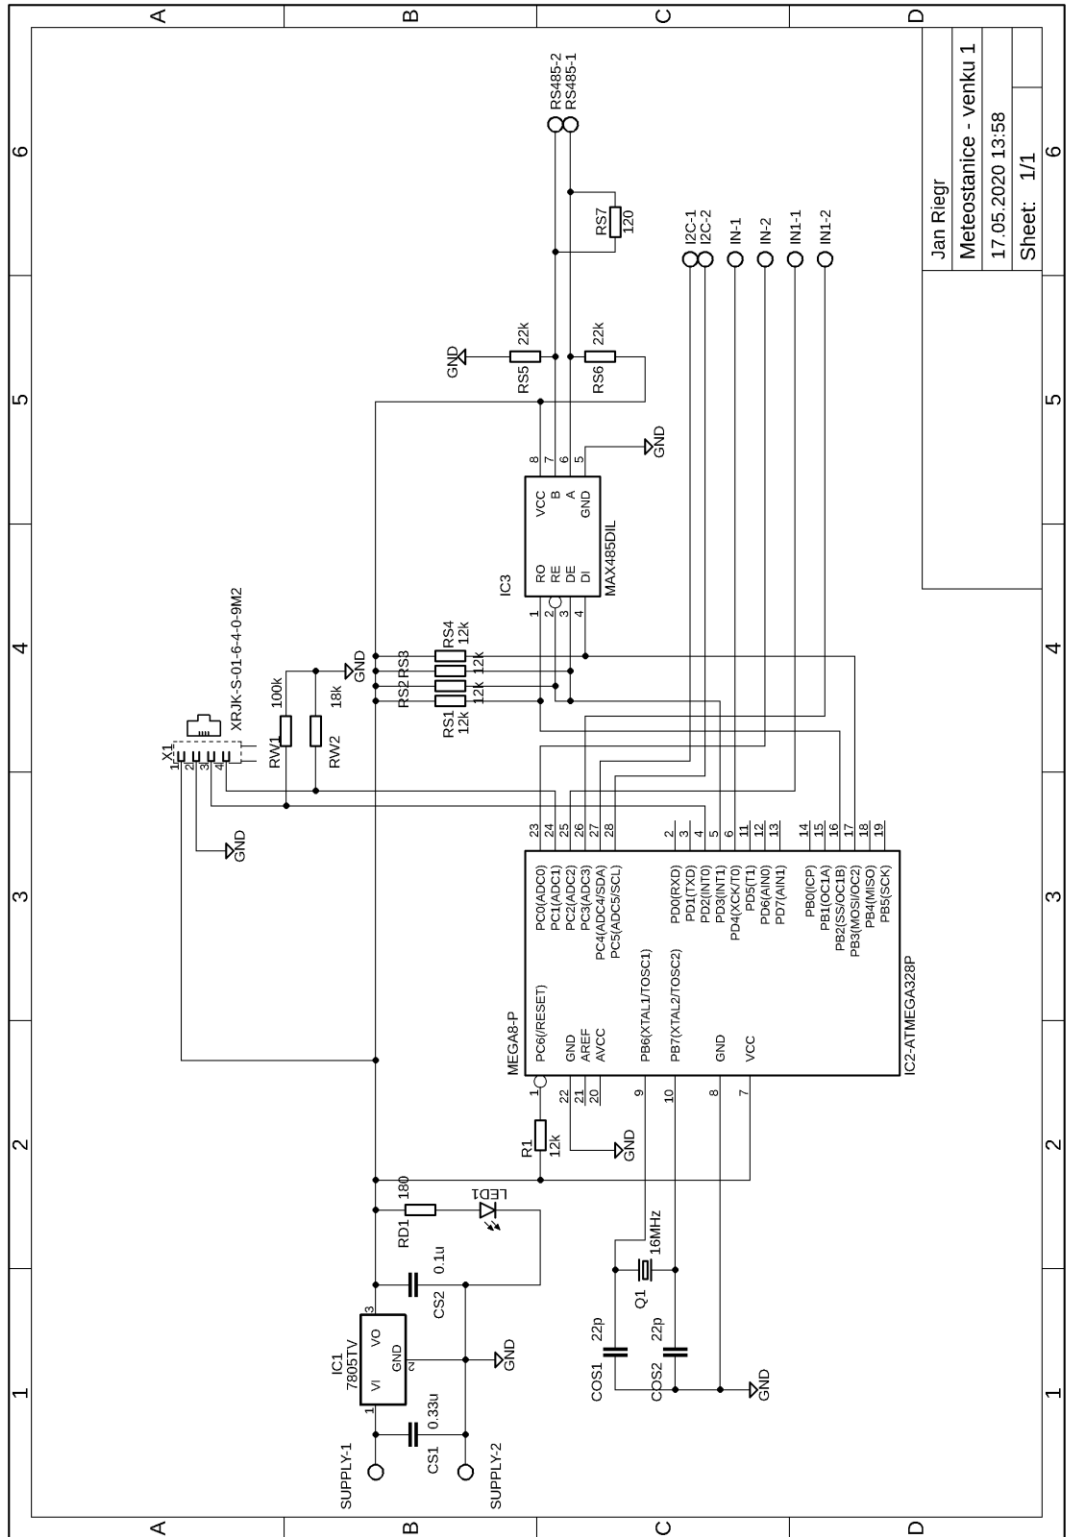 A
B
C
D
6
5
4
3
2
1
6
5
4
3
2
1
A
B
C
D
Jan Riegr
Meteostanice - venku 1
17.05.2020 13:58
Sheet: 1/1
SUPPLY-1
SUPPLY-2
CS1
0.33u
IC1
7805TV
VI
VO
GND
1
3
2
GND
CS2
0.1u
RD1
180
LED1
R1
12k
GND
COS1
22p
COS2
22p
Q1
16MHz
GND
MEGA8-P
IC2-ATMEGA328P
1
PC6(/RESET)
22
GND
21
AREF
20
AVCC
9
PB6(XTAL1/TOSC1)
10
PB7(XTAL2/TOSC2)
8
GND
7
VCC
PC0(ADC0)
23
PC1(ADC1)
24
PC2(ADC2)
25
PC3(ADC3)
26
PC4(ADC4/SDA)
27
PC5(ADC5/SCL)
28
PD0(RXD)
2
PD1(TXD)
3
PD2(INT0)
4
PD3(INT1)
5
PD4(XCK/T0)
6
PD5(T1)
11
PD6(AIN0)
12
PD7(AIN1)
13
PB0(ICP)
14
PB1(OC1A)
15
PB2(SS/OC1B)
16
PB3(MOSI/OC2)
17
PB4(MISO)
18
PB5(SCK)
19
X1
1
2
3
4
XRJK-S-01-6-4-0-9M2
GND
RW1
100k
RW2
18k
GND
RS1
12k
RS2
12k
RS3
12k
RS4
12k
IC3
MAX485DIL
1
RO
2
RE
3
DE
4
DI
VCC
8
B
7
A
6
GND
5
GND
GND
RS5
22k
RS6
22k
RS7
120
RS485-2
RS485-1
I2C-1
I2C-2
IN-1
IN-2
IN1-1
IN1-2